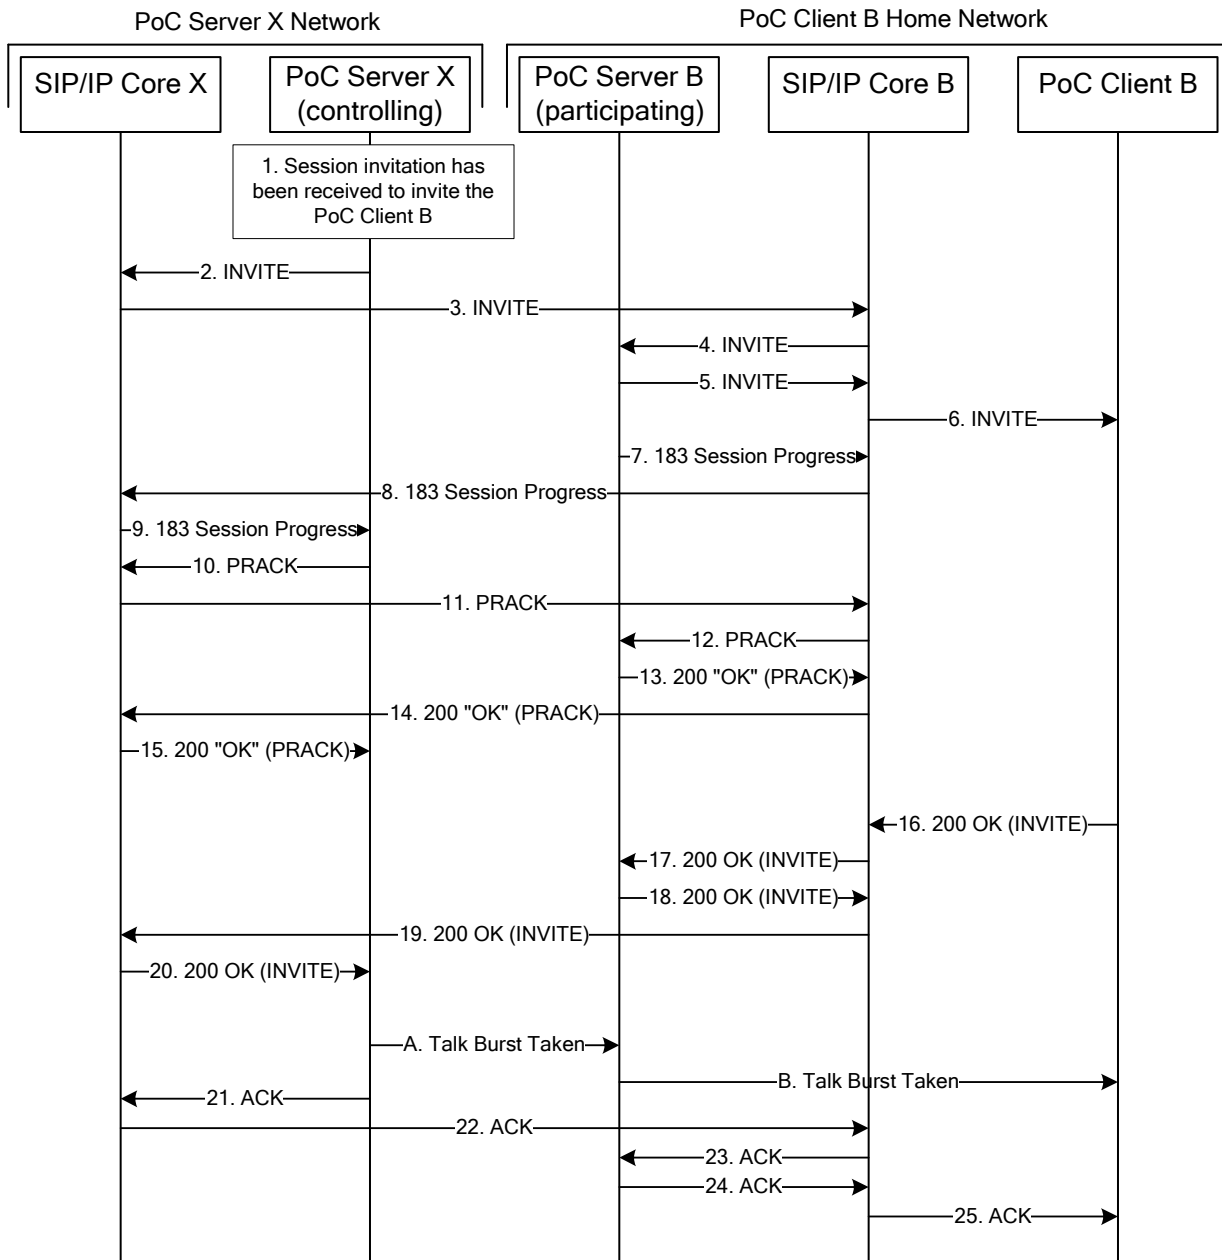 PoC Server X Network
PoC Client B Home Network
SIP/IP Core X
PoC Server X
(controlling)
PoC Server B
(participating)
SIP/IP Core B
PoC Client B
1. Session invitation has
been received to invite the
PoC Client B
2. INVITE
3. INVITE
4. INVITE
5. INVITE
6. INVITE
7. 183 Session Progress
8. 183 Session Progress
9. 183 Session Progress
10. PRACK
11. PRACK
12. PRACK
13. 200 "OK" (PRACK)
14. 200 "OK" (PRACK)
15. 200 "OK" (PRACK)
16. 200 OK (INVITE)
17. 200 OK (INVITE)
18. 200 OK (INVITE)
19. 200 OK (INVITE)
20. 200 OK (INVITE)
A. Talk Burst Taken
B. Talk Burst Taken
21. ACK
22. ACK
23. ACK
24. ACK
25. ACK